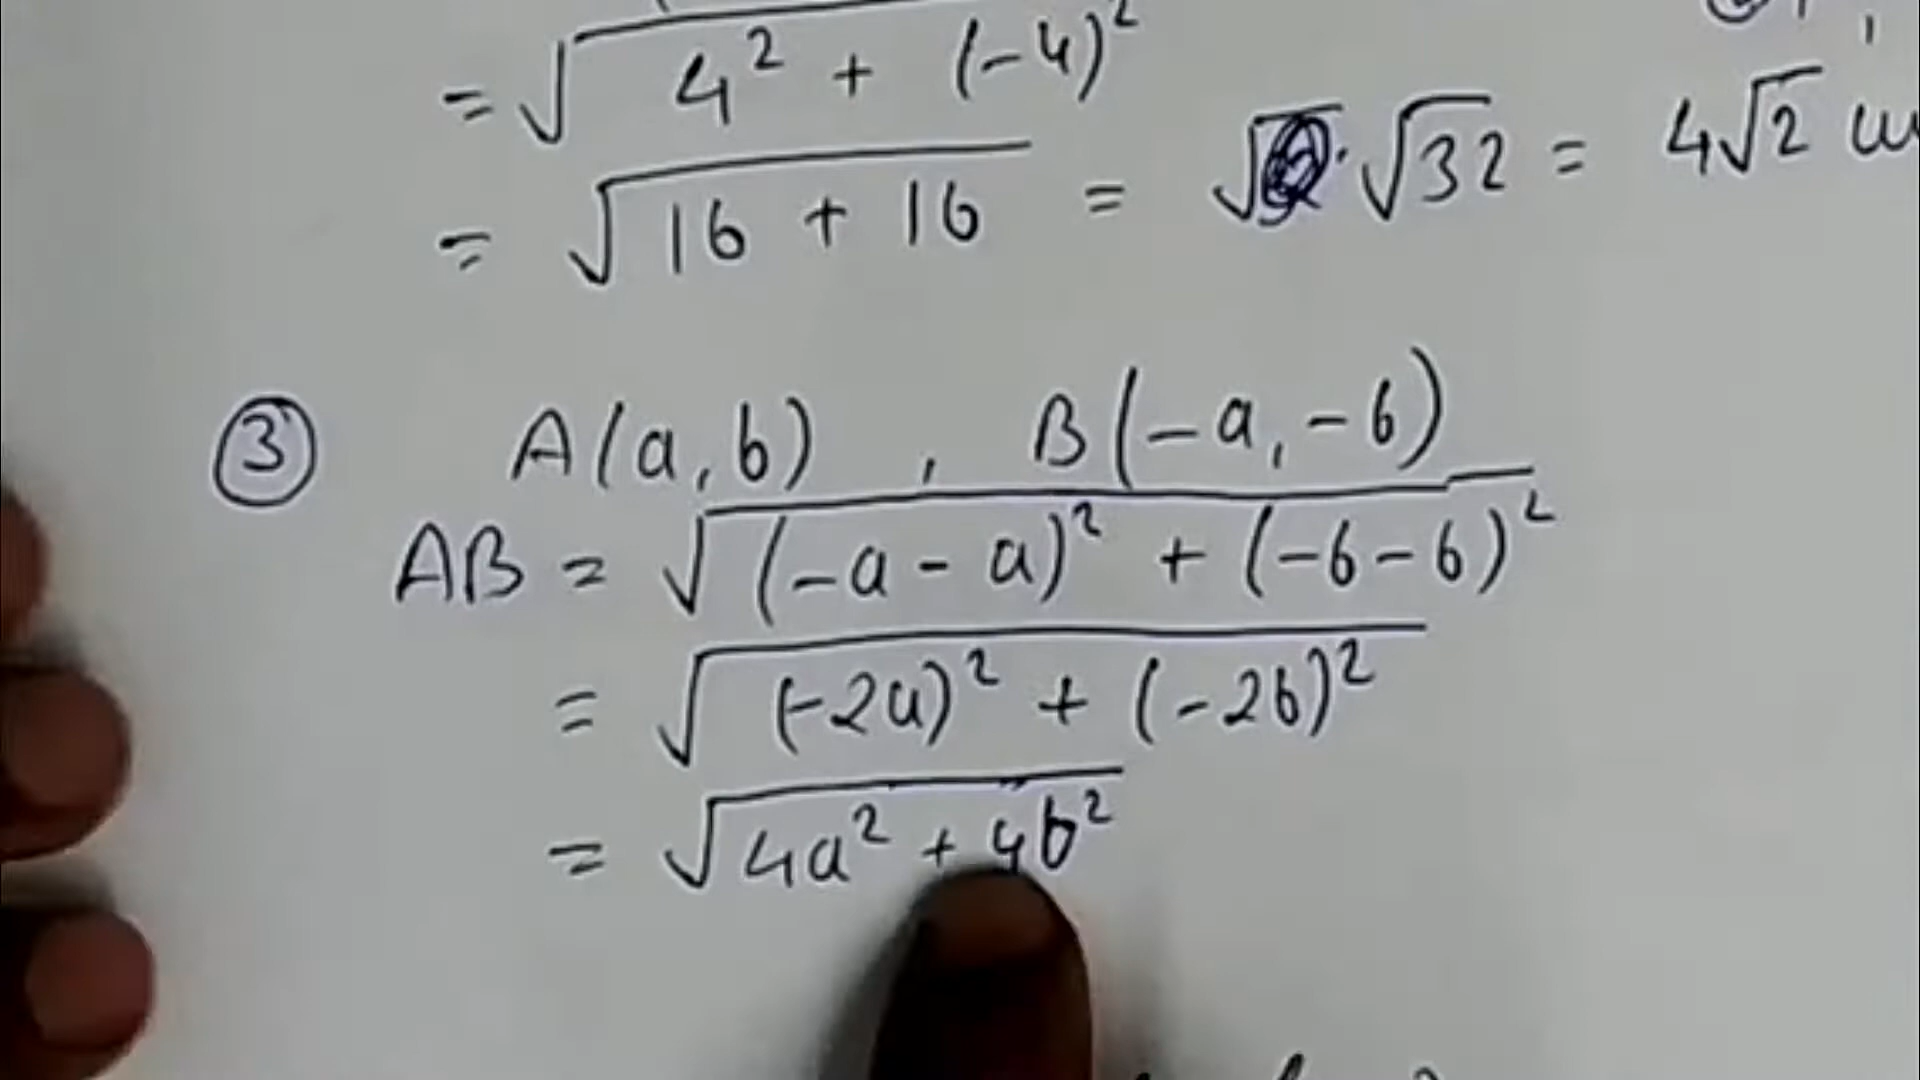 = √4² + (-4)²
= √16 + 16 = √32 = 4√2
③ A(a, b) , B(-a, -b)
AB = √(-a - a)² + (-b - b)²
= √(-2a)² + (-2b)²
= √4a² + 4b²